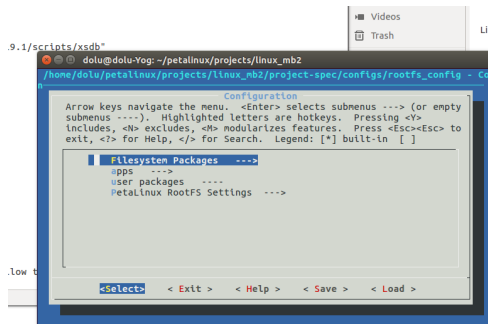 Videos
Trash
Li
9.1/scripts/xsdb"
dolu@dolu-Yog: ~/petalinux/projects/linux_mb2
/home/dolu/petalinux/projects/linux_mb2/project-spec/configs/rootfs_config - Co
n
Configuration
Arrow keys navigate the menu. <Enter> selects submenus ---> (or empty
submenus ----). Highlighted letters are hotkeys. Pressing <Y>
includes, <N> excludes, <M> modularizes features. Press <Esc><Esc> to
exit, <?> for Help, </> for Search. Legend: [*] built-in [ ]
Filesystem Packages --->
apps --->
user packages ----
PetaLinux RootFS Settings --->
llow t
<Select> < Exit > < Help > < Save > < Load >